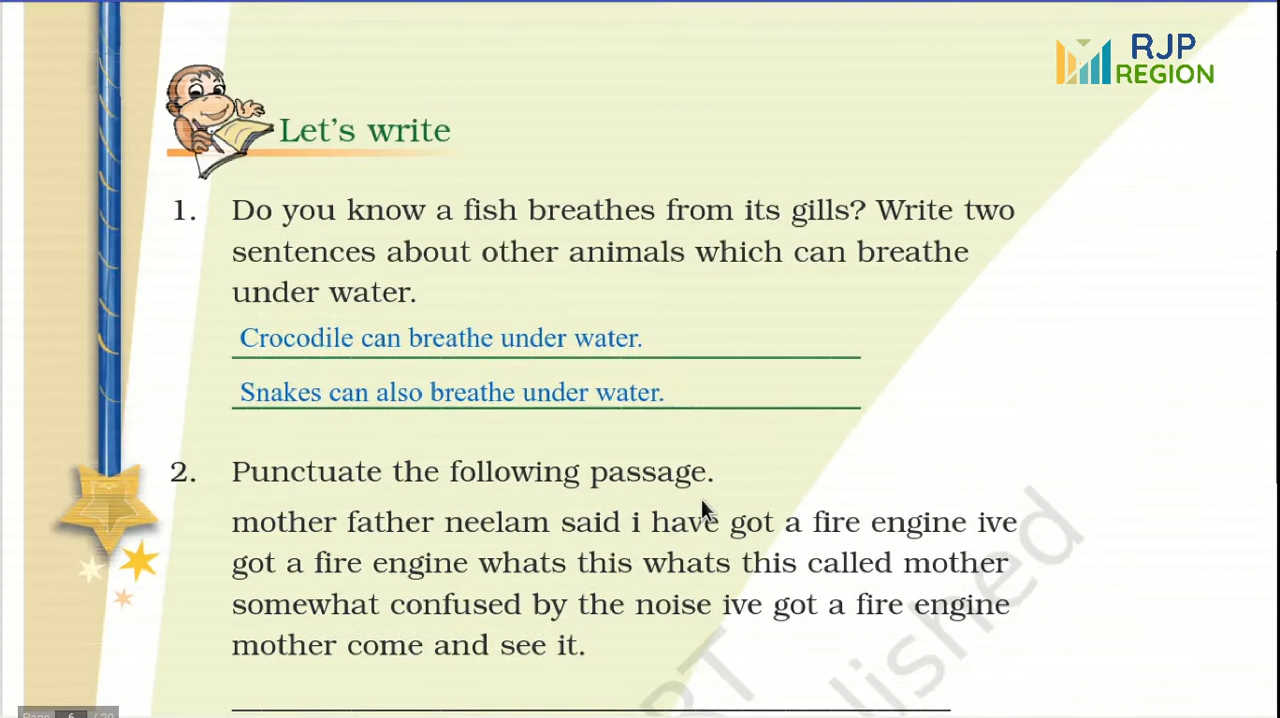 RJP
REGION
Let's write
1. Do you know a fish breathes from its gills? Write two
sentences about other animals which can breathe
under water.
Crocodile can breathe under water.
Snakes can also breathe under water.
2. Punctuate the following passage.
mother father neelam said i have got a fire engine ive
got a fire engine whats this whats this called mother
somewhat confused by the noise ive got a fire engine
mother come and see it.